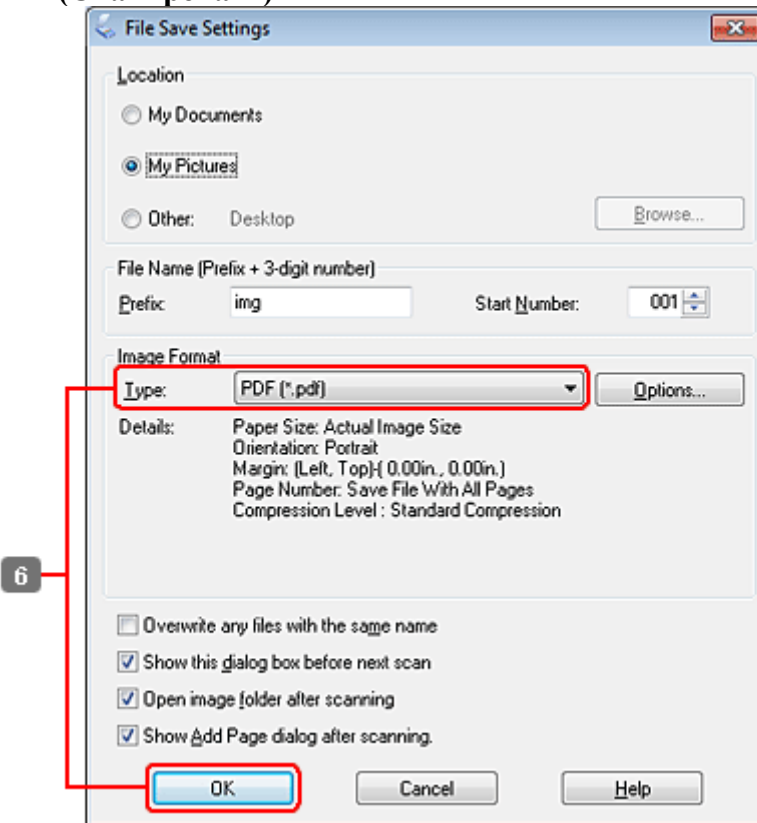 File Save Settings
Location
My Documents
My Pictures
Other: Desktop Browse...
File Name (Prefix + 3-digit number)
Prefix: img Start Number: 001
Image Format
Type: PDF (*.pdf) Options...
Details: Paper Size: Actual Image Size
Orientation: Portrait
Margin: (Left, Top)-( 0.00in., 0.00in.)
Page Number: Save File With All Pages
Compression Level : Standard Compression
6
Overwrite any files with the same name
Show this dialog box before next scan
Open image folder after scanning
Show Add Page dialog after scanning.
OK Cancel Help